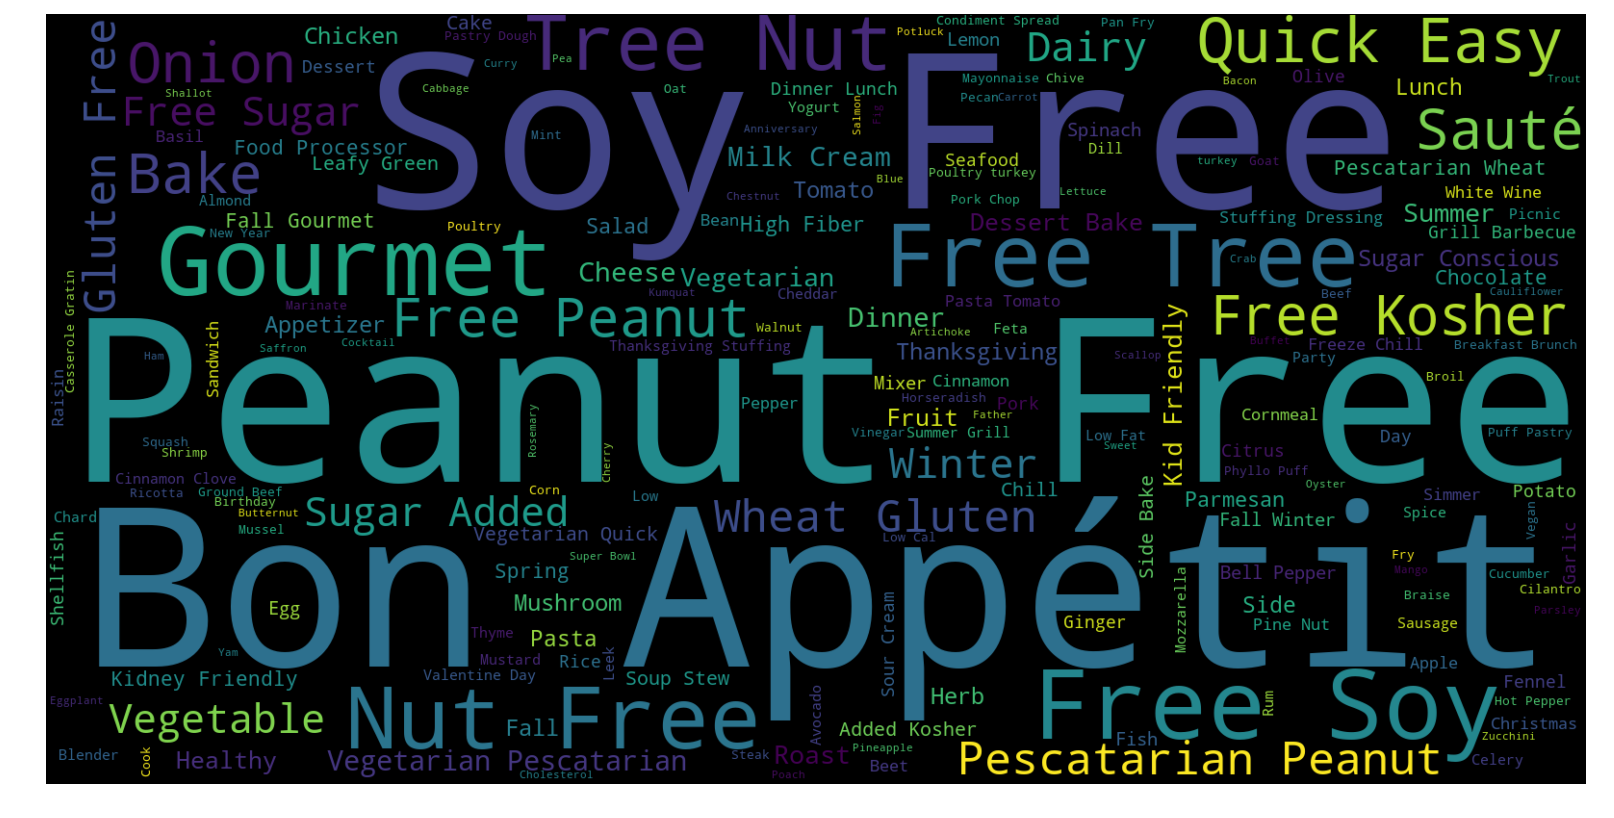 Cake
Pastry Dough
Potluck
Condiment Spread
Pan Fry
Chicken
Tree Nut
Lemon
Dairy
Quick Easy
Gluten Free
Onion
Dessert
Curry
Pea
Soy Free
Mayonnaise
Chive
Bacon
Olive
Trout
Shallot
Cabbage
Oat
Dinner Lunch
Pecan
Carrot
Lunch
Free Sugar
Yogurt
Salmon
Fig
Basil
Mint
Anniversary
Spinach
Sauté
Food Processor
Leafy Green
Milk Cream
Seafood
Dill
Bake
Poultry turkey
turkey
Goat
Pescatarian Wheat
Almond
Chestnut
Tomato
Blue
Pork Chop
Lettuce
White Wine
Fall Gourmet
New Year
Poultry
Salad
Bean
High Fiber
Dessert Bake
Stuffing Dressing
Summer
Picnic
Grill Barbecue
Gourmet
Free Tree
Crab
Sugar Conscious
Cheese
Vegetarian
Chocolate
Casserole Gratin
Kumquat
Cheddar
Beef
Cauliflower
Marinate
Free Peanut
Pasta Tomato
Kid Friendly
Free Kosher
Sandwich
Appetizer
Walnut
Dinner
Artichoke
Feta
Saffron
Cocktail
Thanksgiving Stuffing
Thanksgiving
Buffet
Freeze Chill
Breakfast Brunch
Ham
Peanut Free
Scallop
Party
Raisin
Mixer
Cinnamon
Broil
Pepper
Horseradish
Pork
Rosemary
Fruit
Father
Cornmeal
Squash
Vinegar
Summer Grill
Low Fat
Day
Puff Pastry
Shrimp
Cherry
Sweet
Citrus
Winter
Phyllo Puff
Cinnamon Clove
Ricotta
Ground Beef
Corn
Low
Chill
Oyster
Simmer
Potato
Birthday
Butternut
Sugar Added
Wheat Gluten
Side Bake
Parmesan
Fall Winter
Spice
Vegan
Chard
Mussel
Vegetarian Quick
Low Cal
Shellfish
Super Bowl
Fry
Garlic
Bon Appétit
Spring
Bell Pepper
Mango
Cucumber
Egg
Mushroom
Mozzarella
Side
Braise
Cilantro
Parsley
Sour Cream
Ginger
Pine Nut
Sausage
Thyme
Pasta
Yam
Mustard
Leek
Rice
Apple
Kidney Friendly
Valentine Day
Soup Stew
Fennel
Eggplant
Avocado
Herb
Rum
Hot Pepper
Vegetable
Nut Free
Fall
Added Kosher
Free Soy
Christmas
Fish
Zucchini
Blender
Cook
Healthy
Vegetarian Pescatarian
Steak
Roast
Pineapple
Beet
Pescatarian Peanut
Celery
Cholesterol
Poach